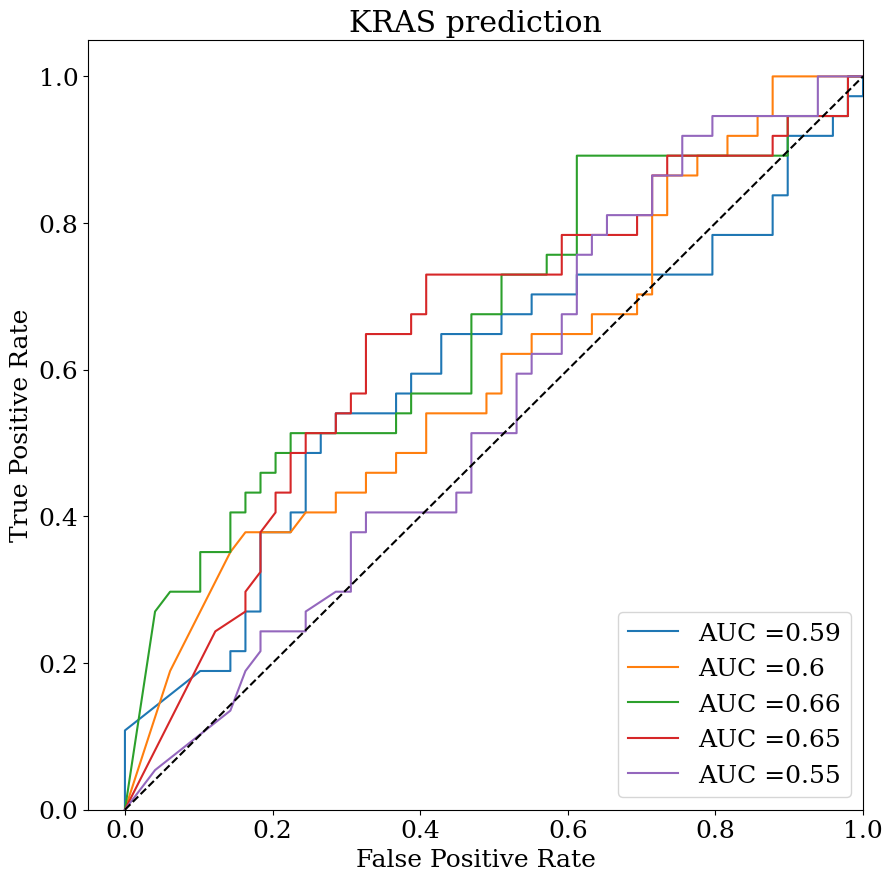 KRAS prediction
1.0
0.8
0.6
0.4
0.2
0.0
True Positive Rate
AUC =0.59
AUC =0.6
AUC =0.66
AUC =0.65
AUC =0.55
0.0 0.2 0.4 0.6 0.8 1.0
False Positive Rate